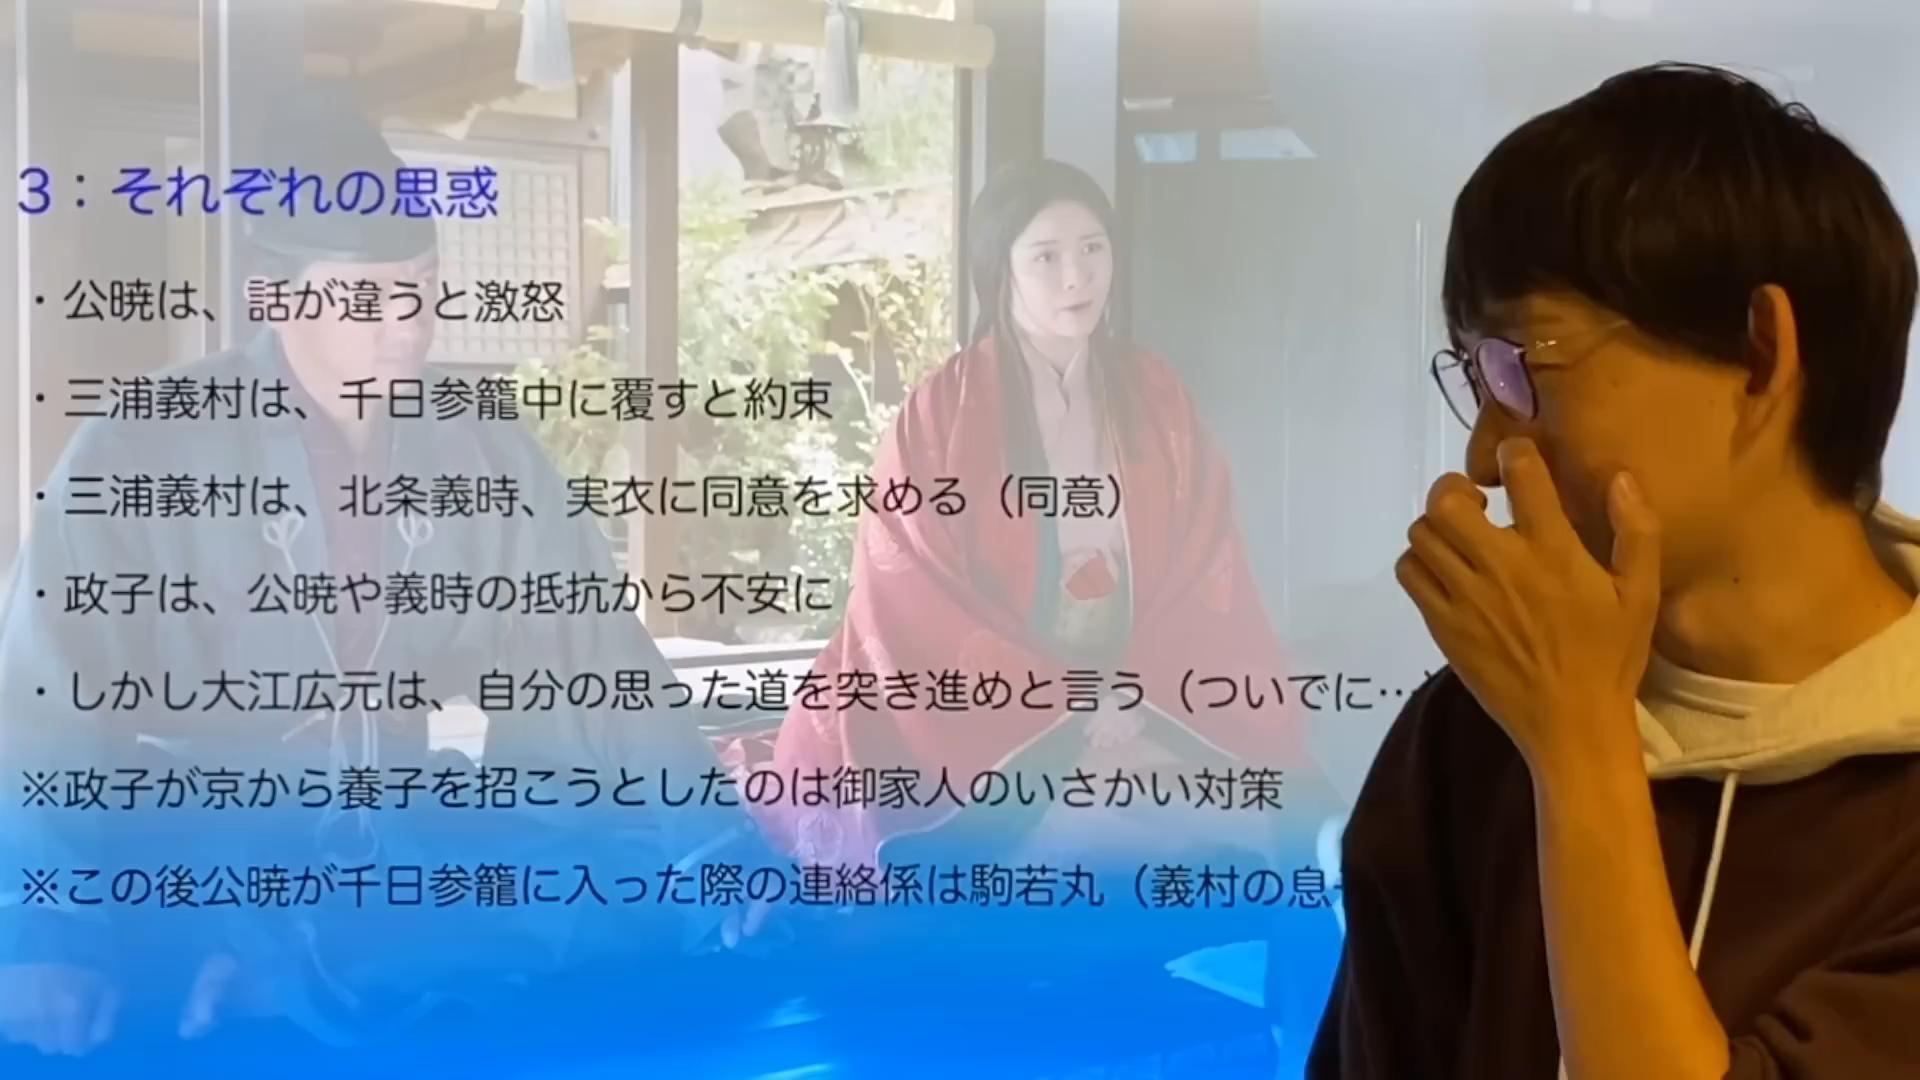 3：それぞれの思惑
・公暁は、話が違うと激怒
・三浦義村は、千日参籠中に覆すと約束
・三浦義村は、北条義時、実衣に同意を求める（同意）
・政子は、公暁や義時の抵抗から不安に
・しかし大江広元は、自分の思った道を突き進めと言う（ついでに…
※政子が京から養子を招こうとしたのは御家人のいさかい対策
※この後公暁が千日参籠に入った際の連絡係は駒若丸（義村の息